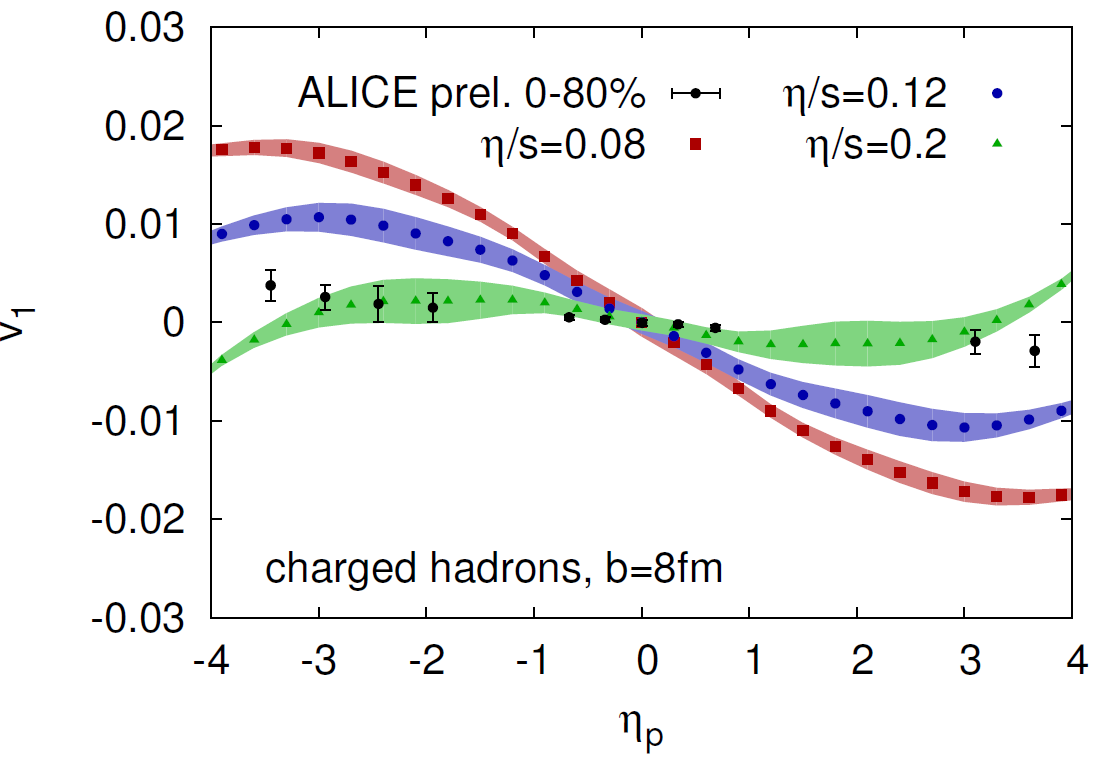 0.03
0.02
0.01
0
-0.01
-0.02
-0.03
v1
ALICE prel. 0-80%
η/s=0.08
η/s=0.12
η/s=0.2
charged hadrons, b=8fm
-4 -3 -2 -1 0 1 2 3 4
ηp